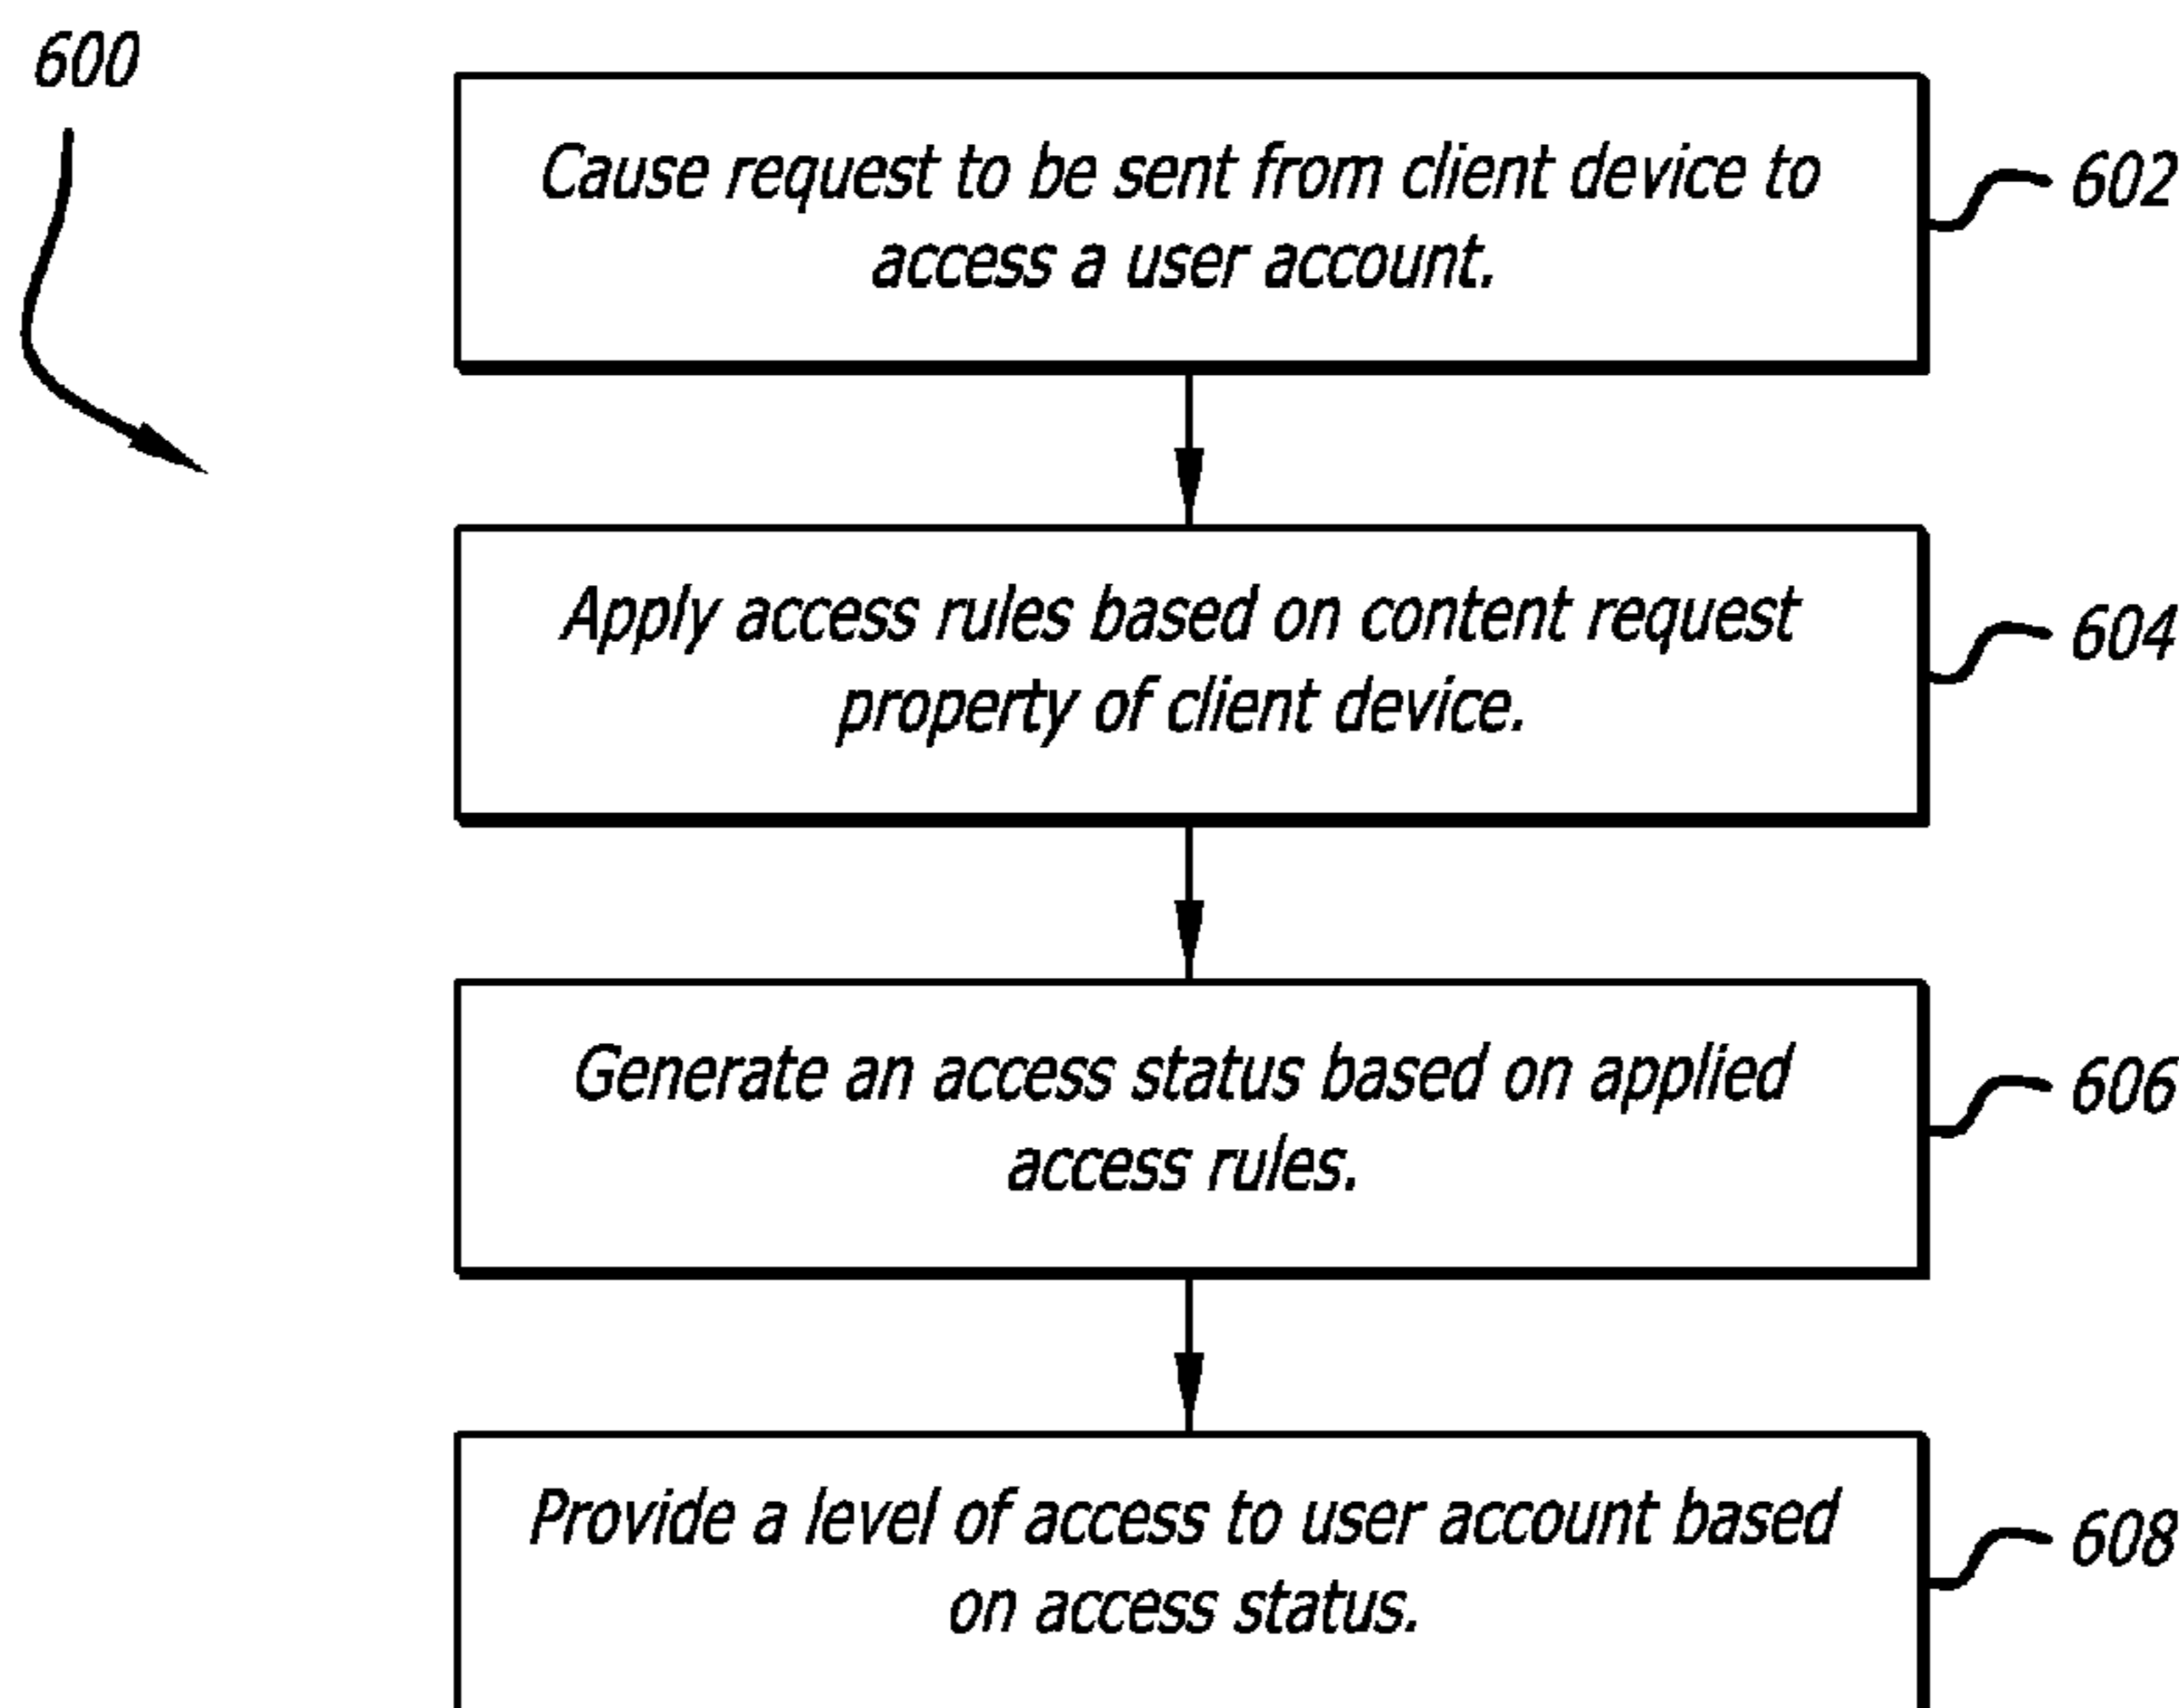 600
Cause request to be sent from client device to
access a user account.
602
Apply access rules based on content request
property of client device.
604
Generate an access status based on applied
access rules.
606
Provide a level of access to user account based
on access status.
608